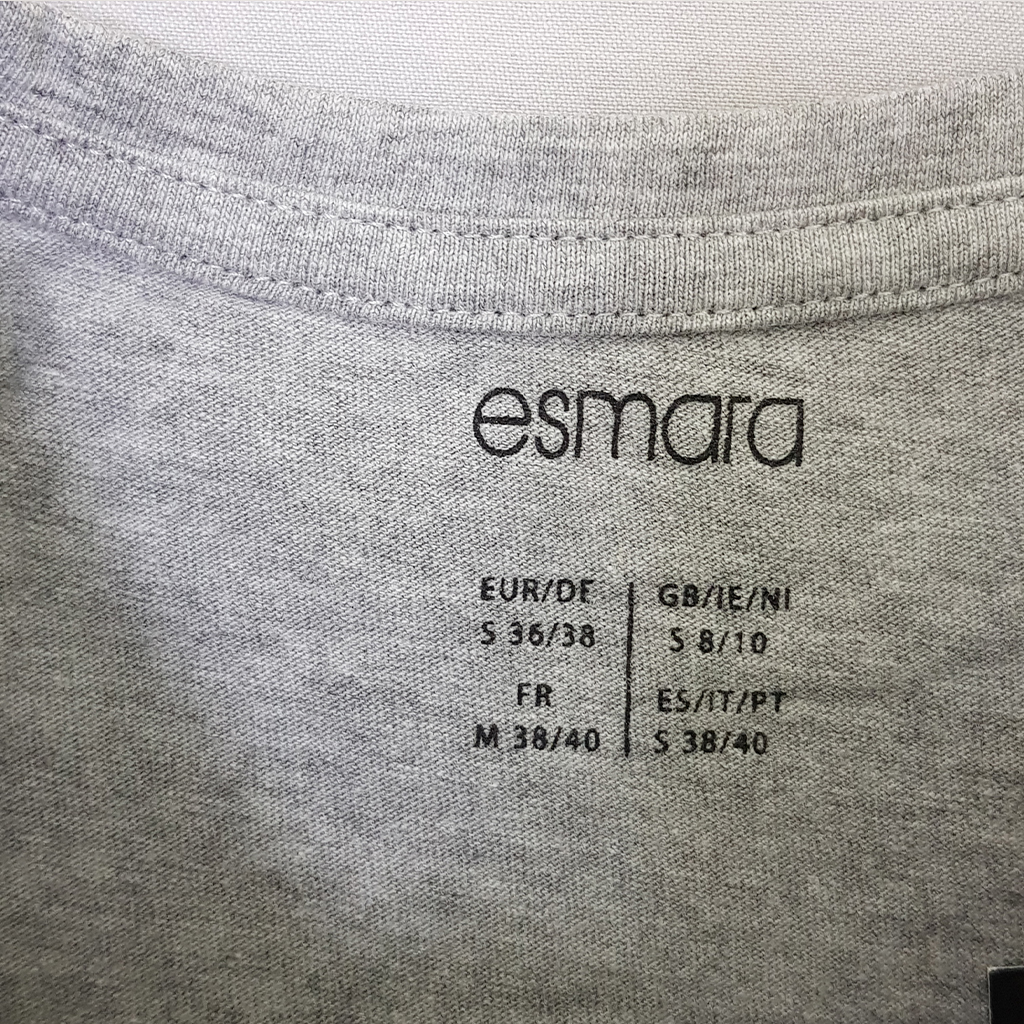 esmara
EUR/DE
S 36/38
FR
M 38/40
GB/IE/NI
S 8/10
ES/IT/PT
S 38/40